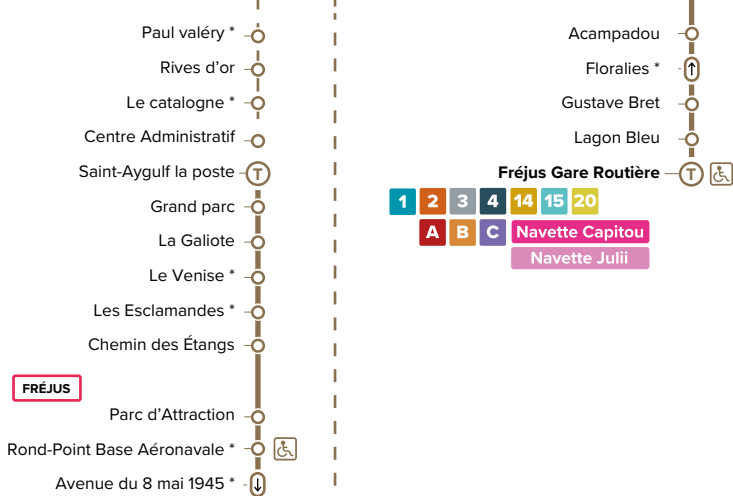 Paul valéry *
Rives d’or
Le catalogne *
Centre Administratif
Saint-Aygulf la poste T
Grand parc
La Galiote
Le Venise *
Les Esclamandes *
Chemin des Étangs
FRÉJUS
Parc d’Attraction
Rond-Point Base Aéronavale *
Avenue du 8 mai 1945 * ↓
Acampadou
Floralies * ↑
Gustave Bret
Lagon Bleu
Fréjus Gare Routière T
1 2 3 4 14 15 20
A B C Navette Capitou
Navette Julii